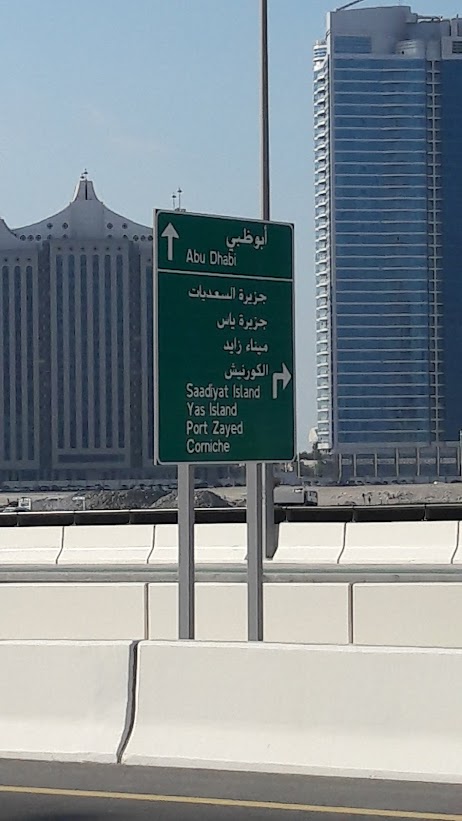 أبوظبي
Abu Dhabi
جزيرة السعديات
جزيرة ياس
ميناء زايد
الكورنيش
Saadiyat Island
Yas Island
Port Zayed
Corniche